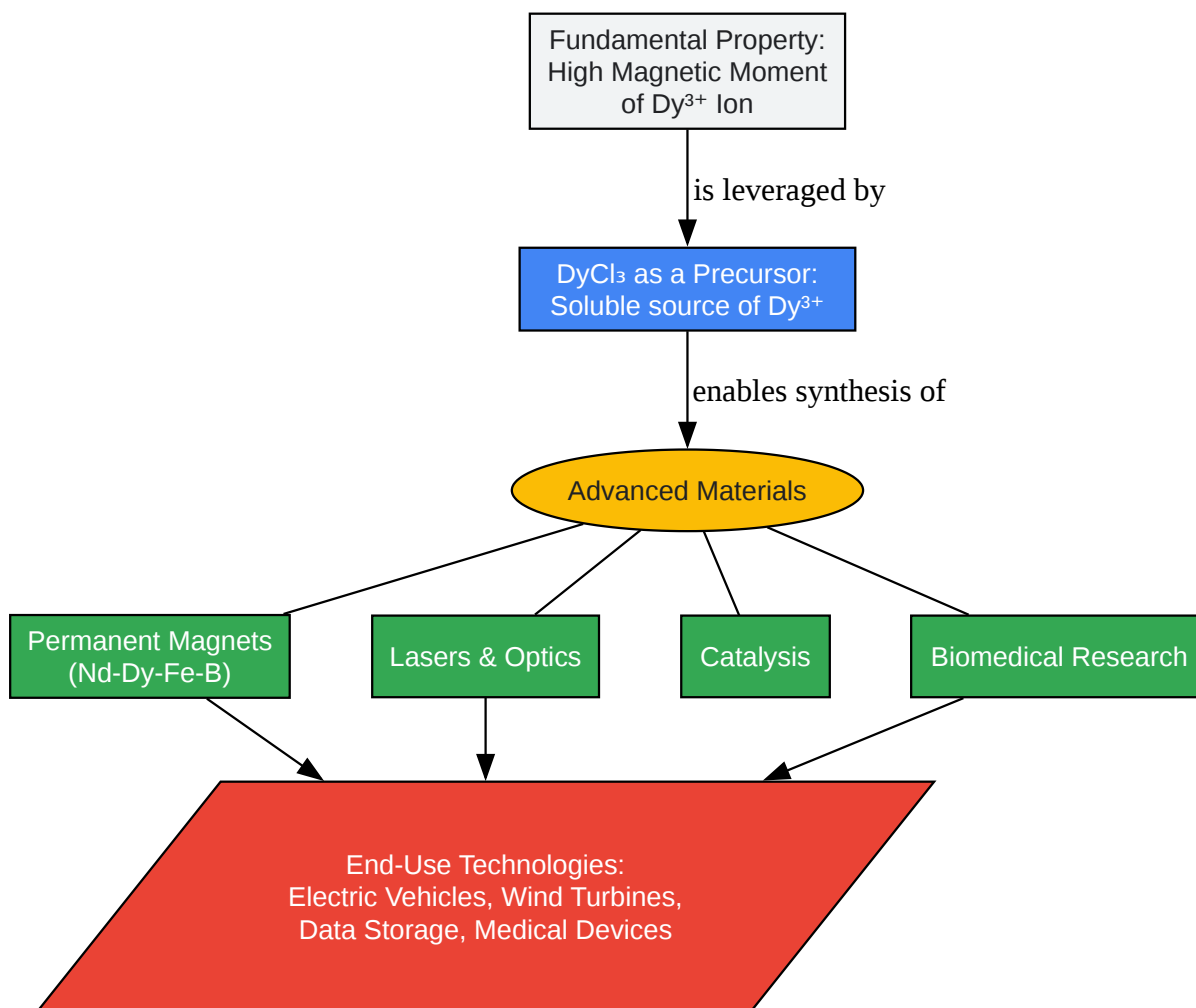 Fundamental Property:
High Magnetic Moment
of Dy³⁺ Ion
is leveraged by
DyCl₃ as a Precursor:
Soluble source of Dy³⁺
enables synthesis of
Advanced Materials
Permanent Magnets
(Nd-Dy-Fe-B)
Lasers & Optics
Catalysis
Biomedical Research
End-Use Technologies:
Electric Vehicles, Wind Turbines,
Data Storage, Medical Devices